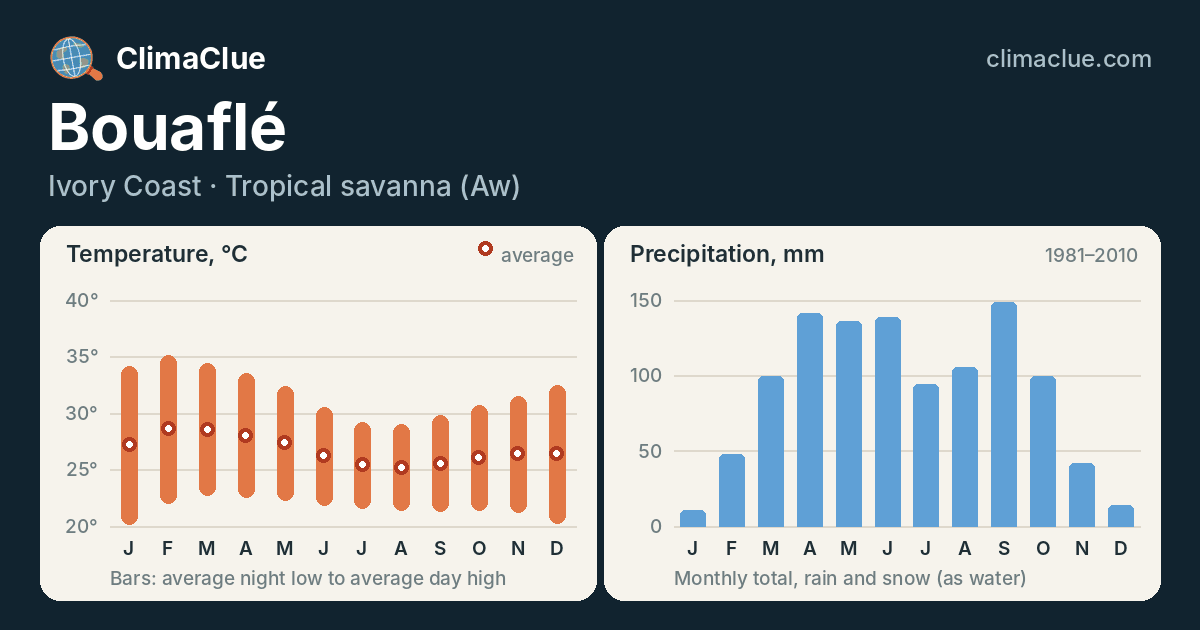 ClimaClue
climaclue.com
Bouaflé
Ivory Coast · Tropical savanna (Aw)
Temperature, °C
average
40°
35°
30°
25°
20°
J F M A M J J A S O N D
Bars: average night low to average day high
Precipitation, mm
1981–2010
150
100
50
0
J F M A M J J A S O N D
Monthly total, rain and snow (as water)